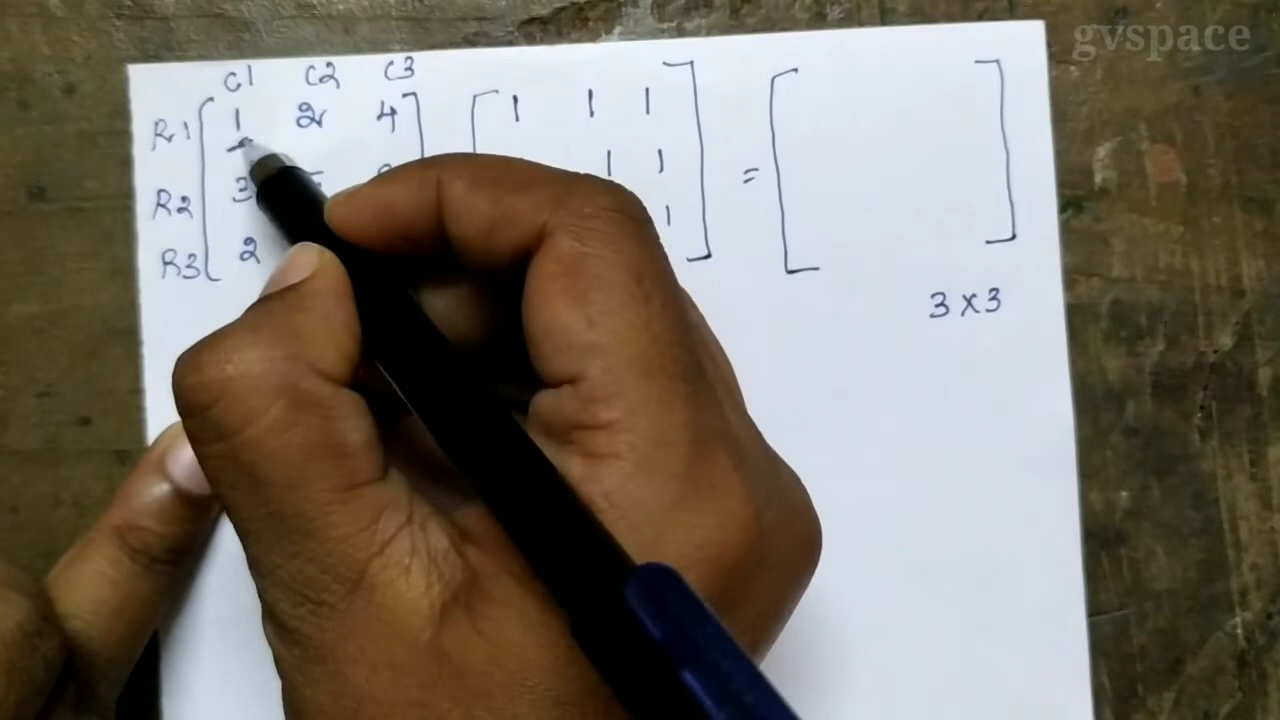 gvspace
C1 C2 C3
R1 1 2 4 1 1 1
R2 3 1 1 =
R3 2 1
3 x 3